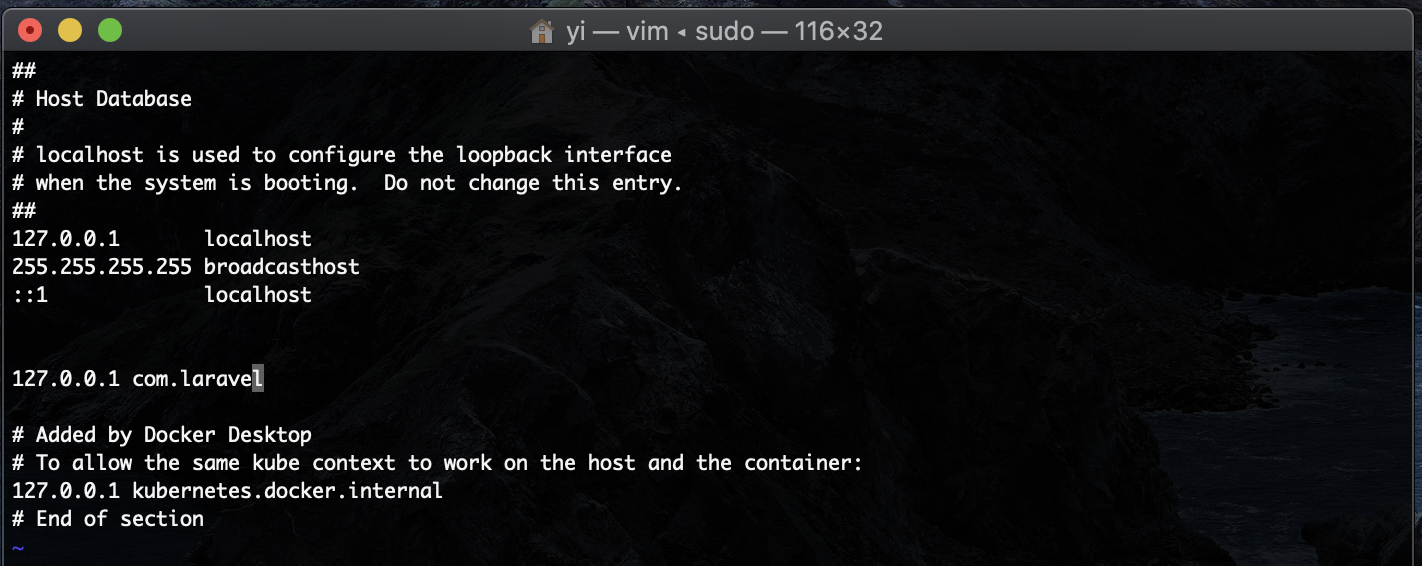 yi — vim ◂ sudo — 116×32
##
# Host Database
#
# localhost is used to configure the loopback interface
# when the system is booting.  Do not change this entry.
##
127.0.0.1       localhost
255.255.255.255 broadcasthost
::1             localhost
127.0.0.1 com.laravel
# Added by Docker Desktop
# To allow the same kube context to work on the host and the container:
127.0.0.1 kubernetes.docker.internal
# End of section
~